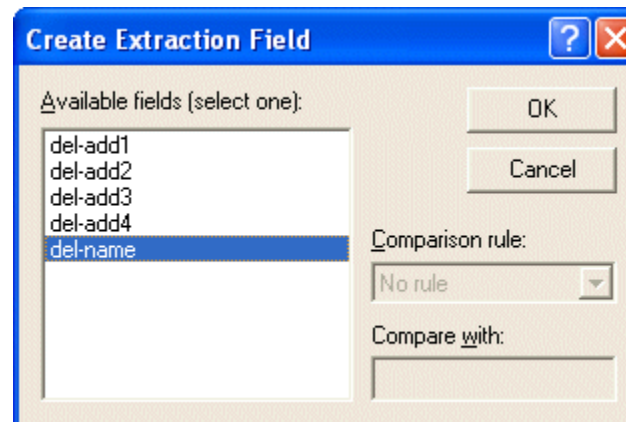 Create Extraction Field
?
Available fields (select one):
del-add1
del-add2
del-add3
del-add4
del-name
OK
Cancel
Comparison rule:
No rule
Compare with: